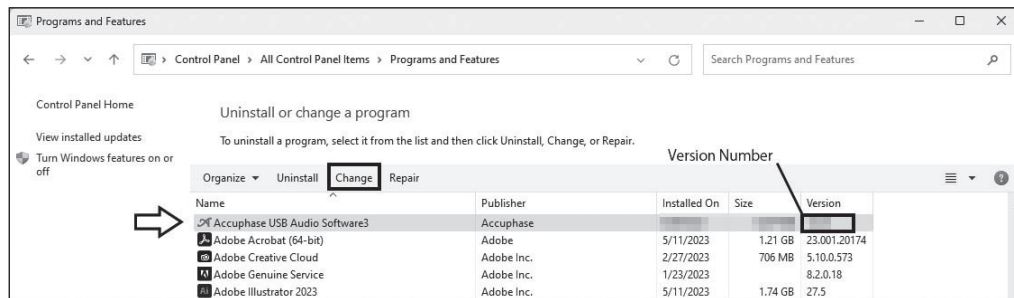 Programs and Features
Control Panel > All Control Panel Items > Programs and Features
Search Programs and Features
Control Panel Home
View installed updates
Turn Windows features on or
off
Uninstall or change a program
To uninstall a program, select it from the list and then click Uninstall, Change, or Repair.
Version Number
Organize Uninstall Change Repair
Name Publisher Installed On Size Version
Accuphase USB Audio Software3 Accuphase
Adobe Acrobat (64-bit) Adobe 5/11/2023 1.21 GB 23.001.20174
Adobe Creative Cloud Adobe Inc. 2/27/2023 706 MB 5.10.0.573
Adobe Genuine Service Adobe Inc. 1/23/2023 8.2.0.18
Adobe Illustrator 2023 Adobe Inc. 5/11/2023 1.74 GB 27.5